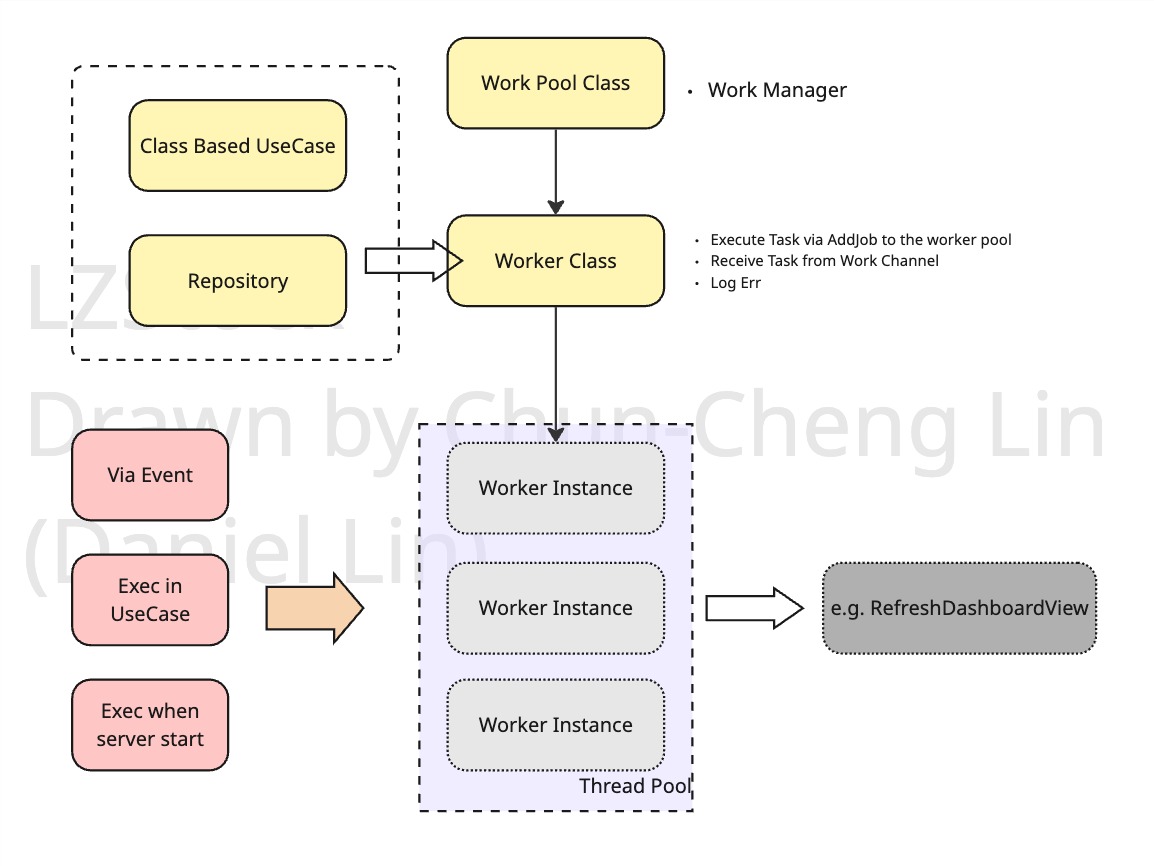 Work Pool Class
• Work Manager
Class Based UseCase
Repository
Worker Class
• Execute Task via AddJob to the worker pool
• Receive Task from Work Channel
• Log Err
Drawn by Chun-Cheng Lin
(Daniel Lin)
Via Event
Exec in
UseCase
Exec when
server start
Worker Instance
Worker Instance
Worker Instance
Thread Pool
e.g. RefreshDashboardView